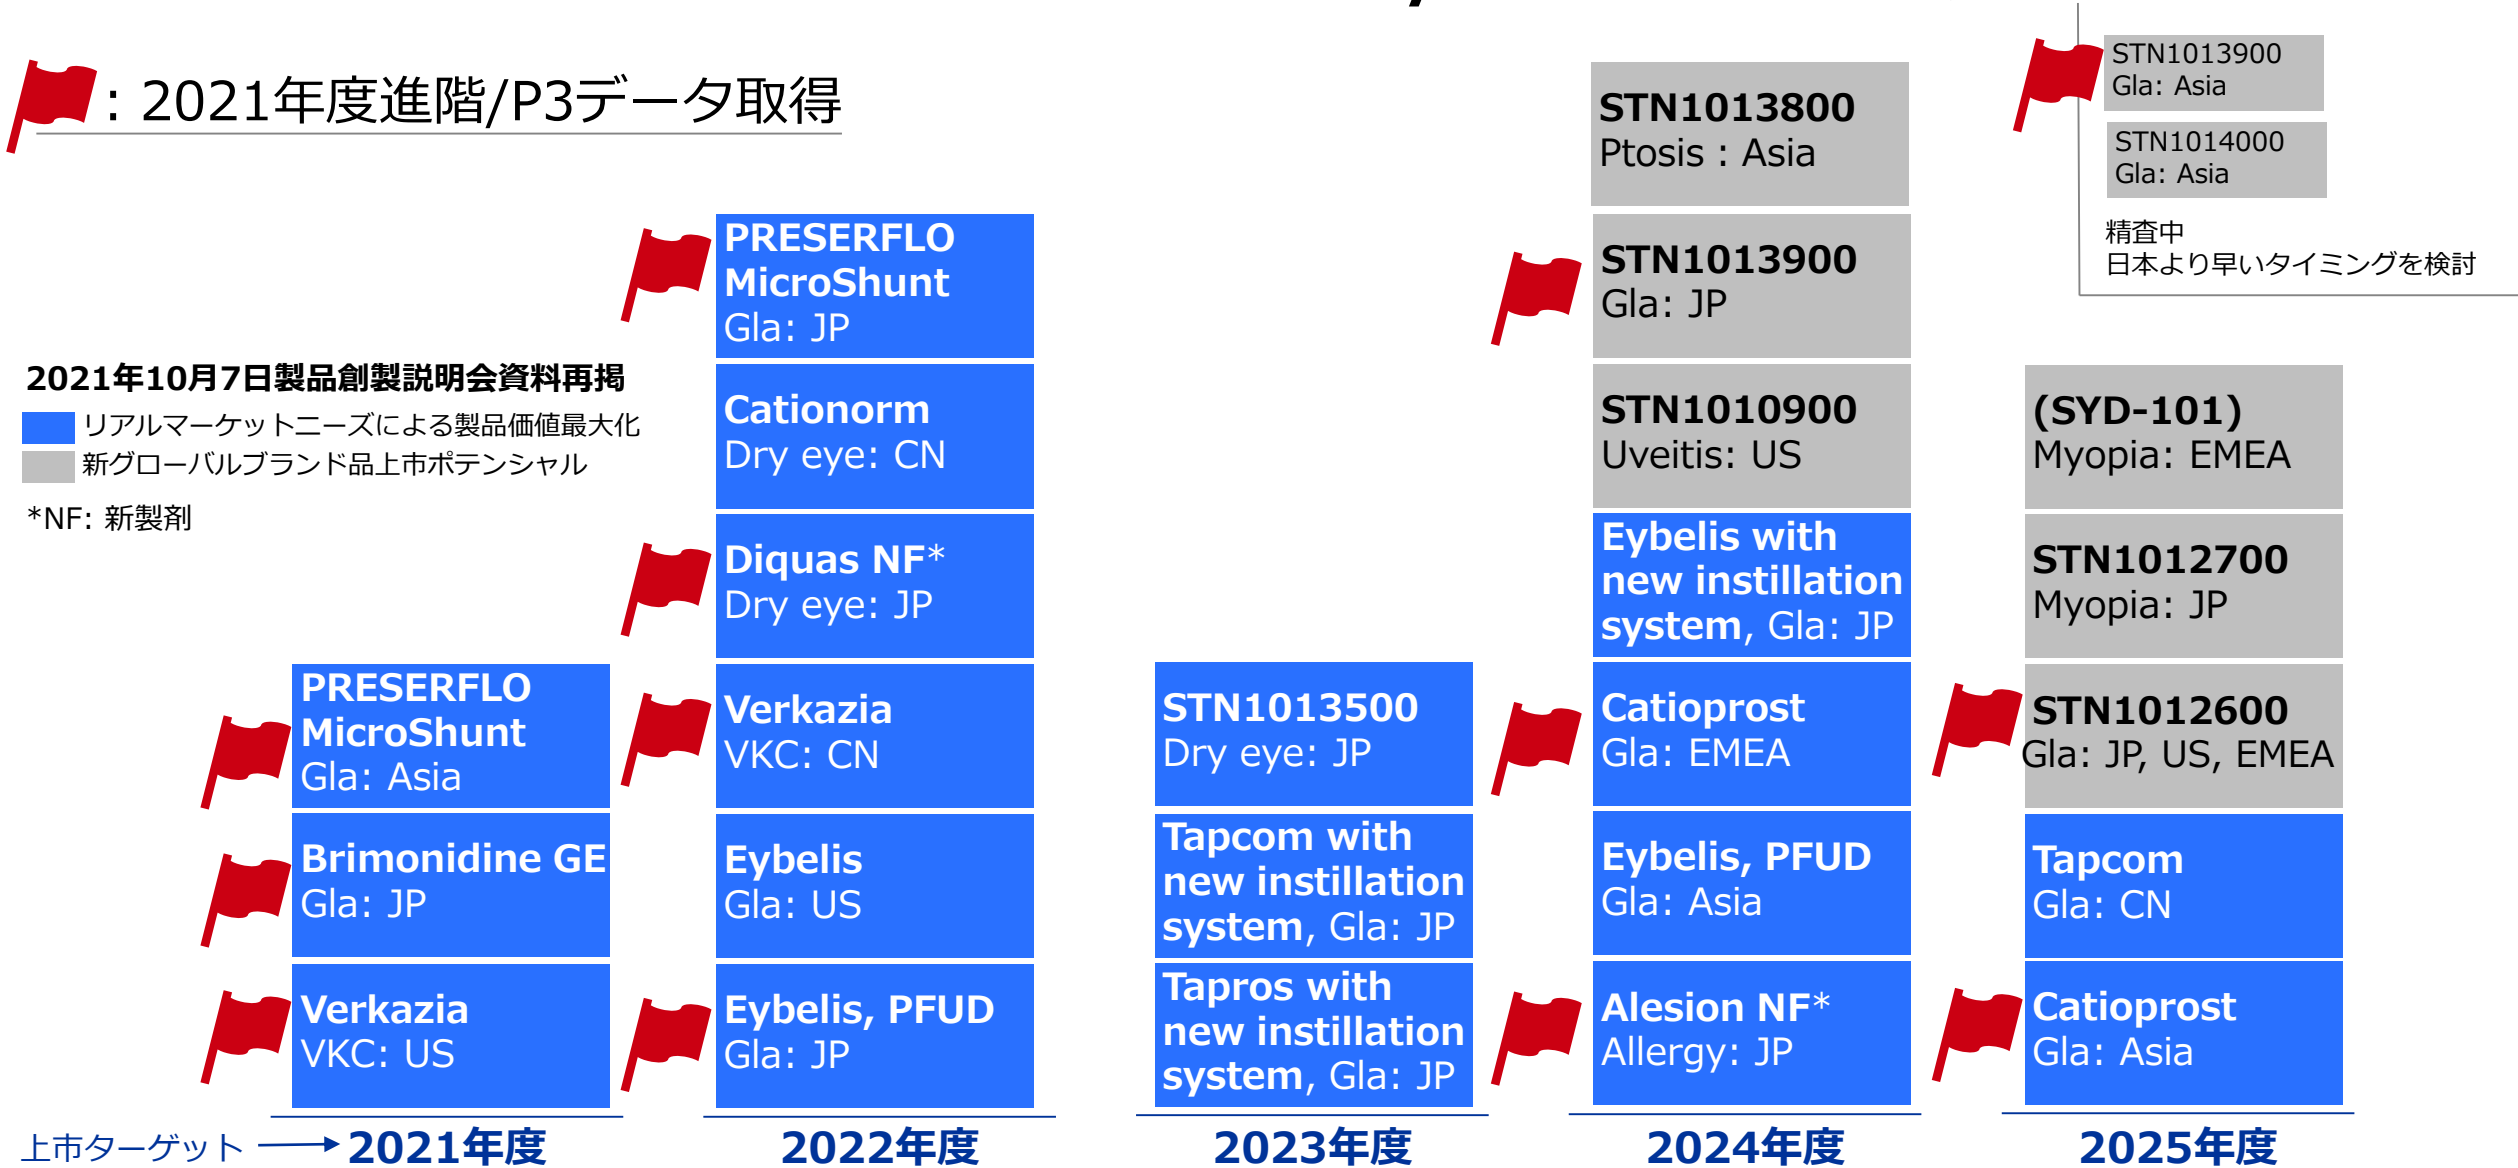 : 2021年度進階/P3データ取得
2021年10月7日製品創製説明会資料再掲
リアルマーケットニーズによる製品価値最大化
新グローバルブランド品上市ポテンシャル
*NF: 新製剤
PRESERFLO
MicroShunt
Gla: Asia
Brimonidine GE
Gla: JP
Verkazia
VKC: US
PRESERFLO
MicroShunt
Gla: JP
Cationorm
Dry eye: CN
Diquas NF*
Dry eye: JP
Verkazia
VKC: CN
Eybelis
Gla: US
Eybelis, PFUD
Gla: JP
STN1013500
Dry eye: JP
Tapcom with
new instillation
system, Gla: JP
Tapros with
new instillation
system, Gla: JP
STN1013800
Ptosis : Asia
STN1013900
Gla: JP
STN1010900
Uveitis: US
Eybelis with
new instillation
system, Gla: JP
Catioprost
Gla: EMEA
Eybelis, PFUD
Gla: Asia
Alesion NF*
Allergy: JP
STN1013900
Gla: Asia
STN1014000
Gla: Asia
精査中
日本より早いタイミングを検討
(SYD-101)
Myopia: EMEA
STN1012700
Myopia: JP
STN1012600
Gla: JP, US, EMEA
Tapcom
Gla: CN
Catioprost
Gla: Asia
上市ターゲット
2021年度
2022年度
2023年度
2024年度
2025年度